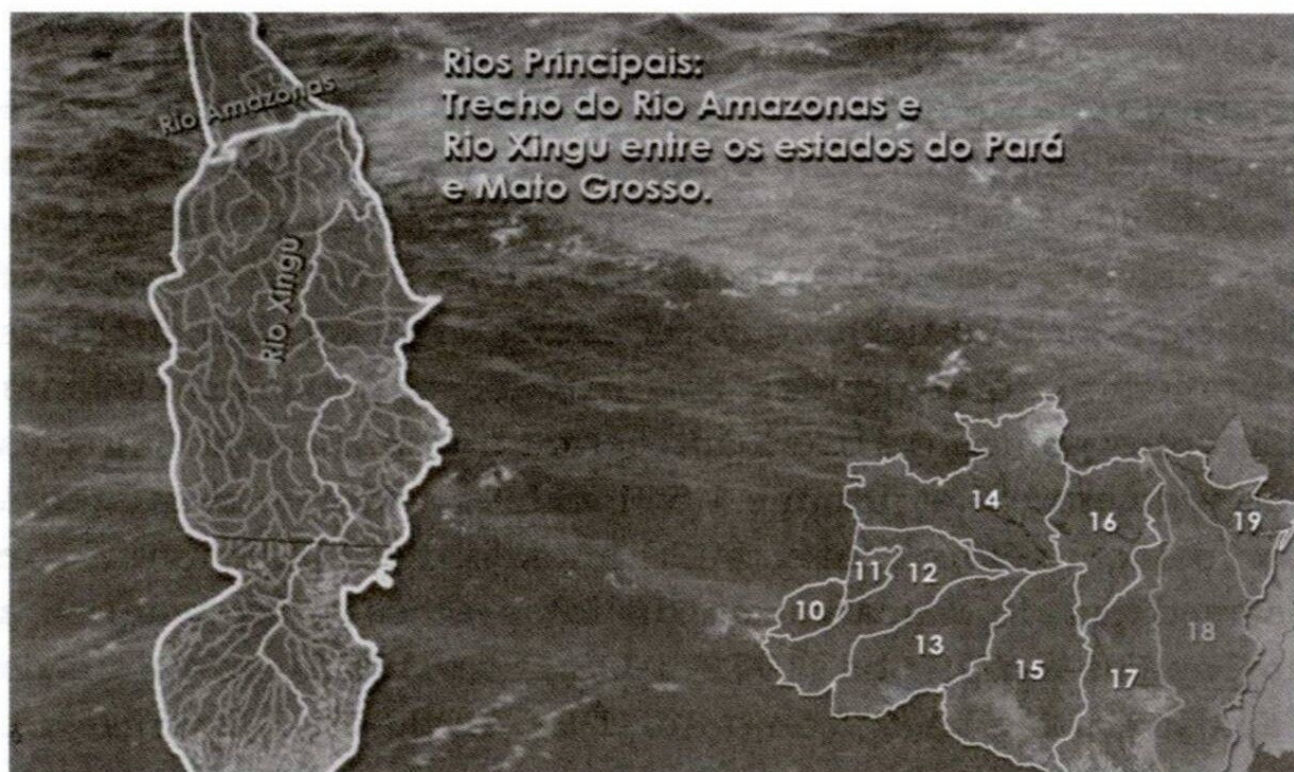 Rios Principais:
Trecho do Rio Amazonas e
Rio Xingu entre os estados do Pará
e Mato Grosso.
Rio Amazonas
Rio Xingu
14
16
19
11
12
10
18
13
15
17